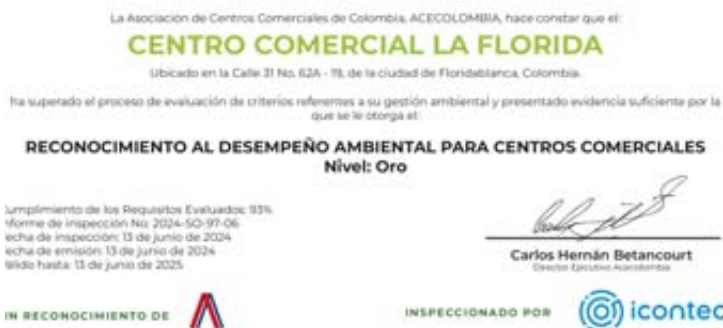 La Asociación de Centros Comerciales de Colombia, ACECOLOMBIA, hace constar que el:
CENTRO COMERCIAL LA FLORIDA
Ubicado en la Calle 31 No. 62A - 19, de la ciudad de Floridablanca, Colombia.
ha superado el proceso de evaluación de criterios referentes a su gestión ambiental y presentado evidencia suficiente por la
que se le otorga el:
RECONOCIMIENTO AL DESEMPEÑO AMBIENTAL PARA CENTROS COMERCIALES
Nivel: Oro
umplimiento de los Requisitos Evaluados: 93%
nforme de inspección No: 2024-SO-97-06
echa de inspección: 13 de junio de 2024
echa de emisión: 13 de junio de 2024
álido hasta: 13 de junio de 2025
Carlos Hernán Betancourt
Director Ejecutivo Acecolombia
UN RECONOCIMIENTO DE
INSPECCIONADO POR
icontec